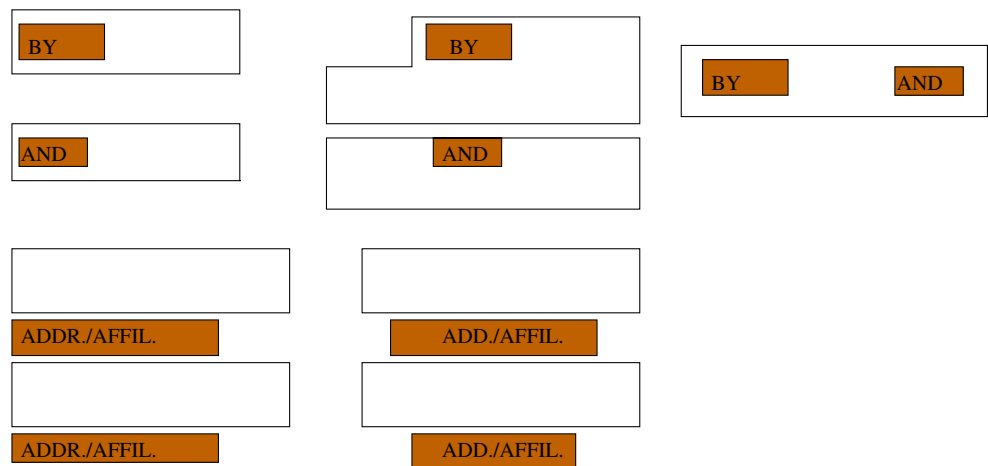 BY
BY
BY AND
AND
AND
ADDR./AFFIL.
ADD./AFFIL.
ADDR./AFFIL.
ADD./AFFIL.